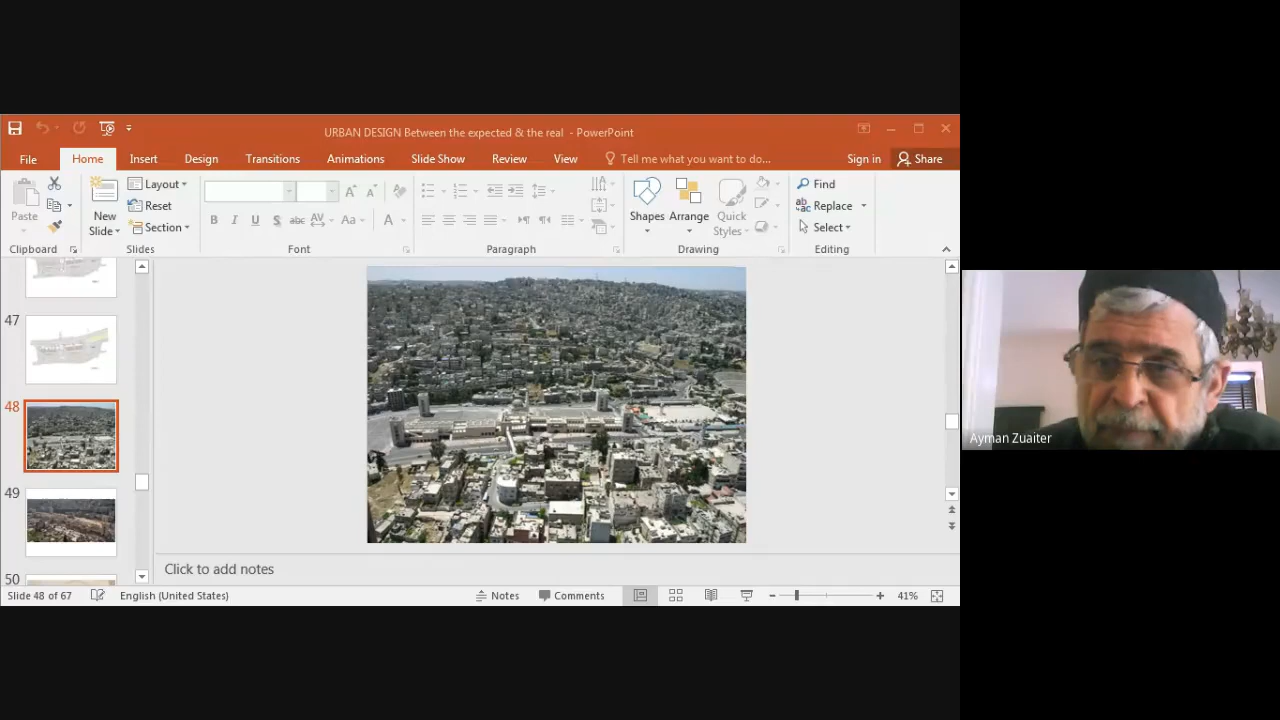 URBAN DESIGN Between the expected & the real - PowerPoint
File Home Insert Design Transitions Animations Slide Show Review View Tell me what you want to do... Sign in Share
Paste
New Slide
Layout
Reset
Section
Shapes
Arrange
Quick Styles
Find
Replace
Select
B I U S abc AV Aa A
Clipboard Slides Font Paragraph Drawing Editing
47
48
49
50
Ayman Zuaiter
Click to add notes
Slide 48 of 67 English (United States) Notes Comments 41%